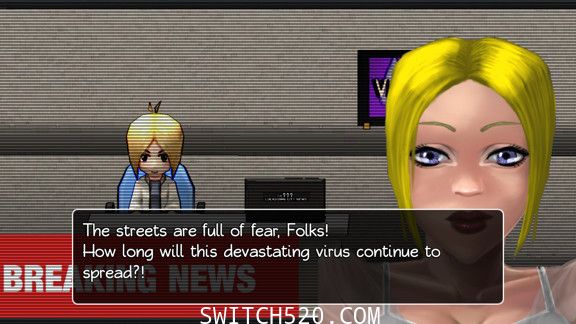 The streets are full of fear, Folks!
How long will this devastating virus continue to
spread?!
BREAKING NEWS
SWITCH520.COM